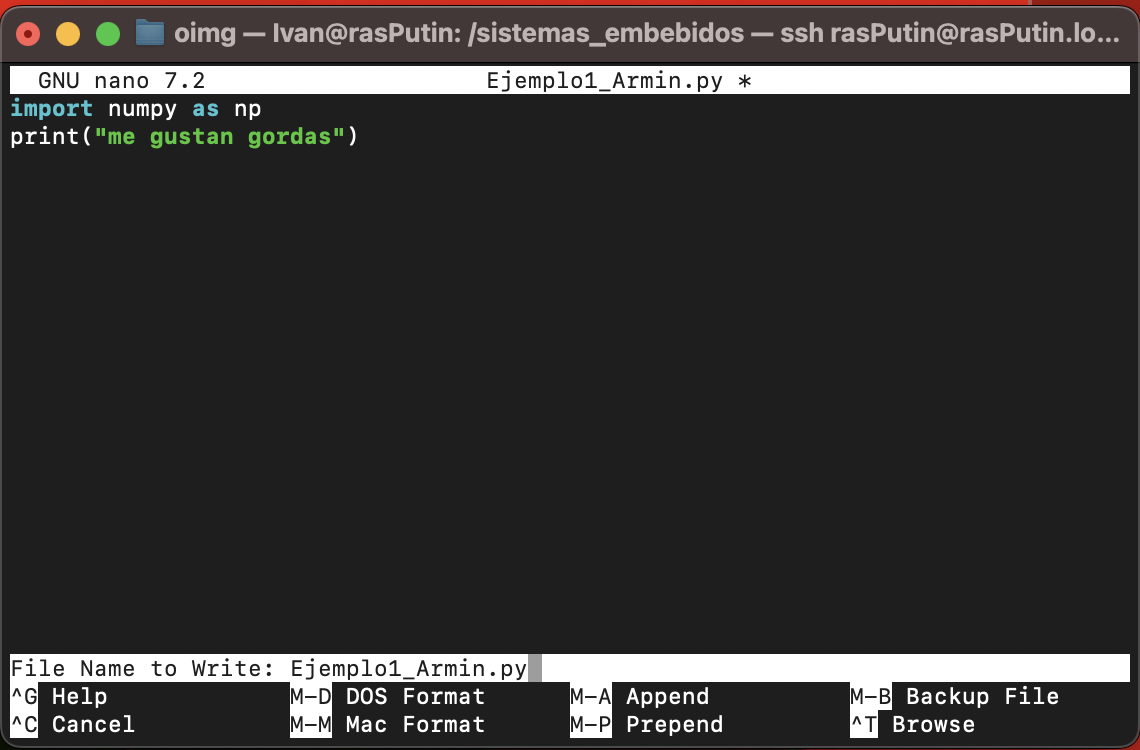 oimg — Ivan@rasPutin: /sistemas_embebidos — ssh rasPutin@rasPutin.lo...
GNU nano 7.2 Ejemplo1_Armin.py *
import numpy as np
print("me gustan gordas")
File Name to Write: Ejemplo1_Armin.py
^G Help M-D DOS Format M-A Append M-B Backup File
^C Cancel M-M Mac Format M-P Prepend ^T Browse